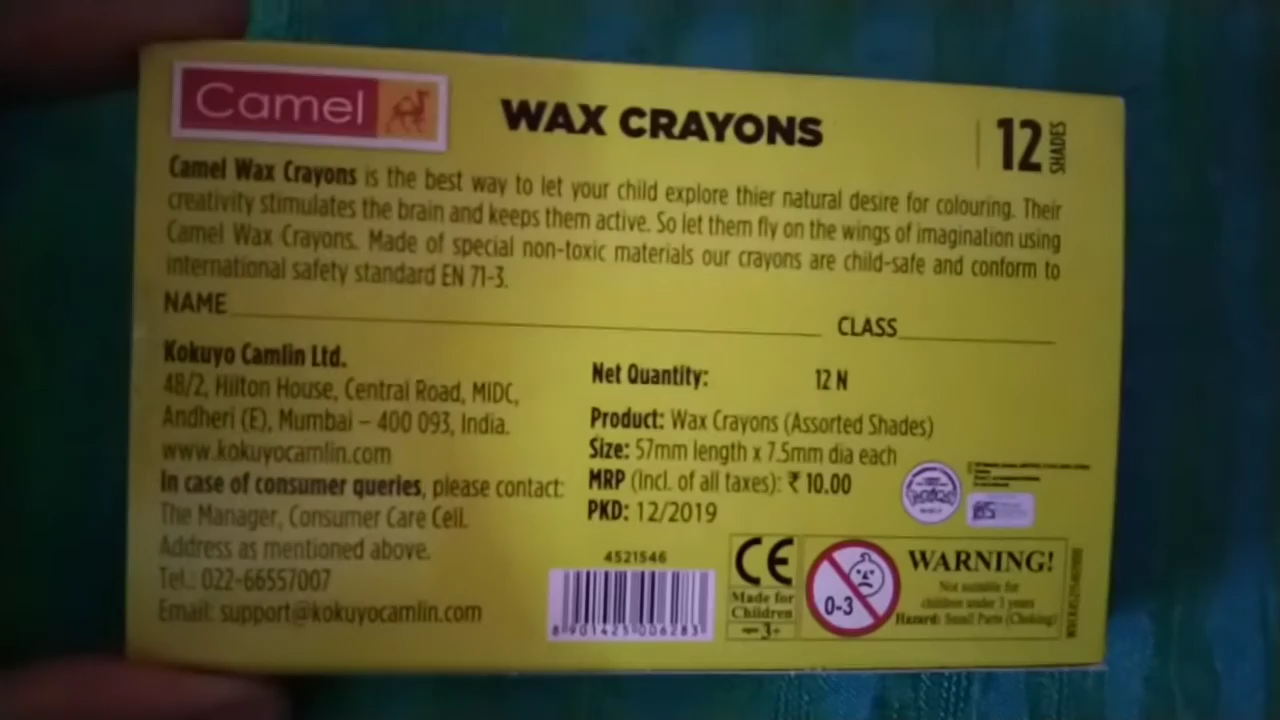 Camel
WAX CRAYONS
12 SHADES
Camel Wax Crayons is the best way to let your child explore thier natural desire for colouring. Their
creativity stimulates the brain and keeps them active. So let them fly on the wings of imagination using
Camel Wax Crayons. Made of special non-toxic materials our crayons are child-safe and conform to
international safety standard EN 71-3.
NAME
CLASS
Kokuyo Camlin Ltd.
48/2, Hilton House, Central Road, MIDC,
Andheri (E), Mumbai – 400 093, India.
www.kokuyocamlin.com
In case of consumer queries, please contact:
The Manager, Consumer Care Cell.
Address as mentioned above.
Tel.: 022-66557007
Email: support@kokuyocamlin.com
Net Quantity: 12 N
Product: Wax Crayons (Assorted Shades)
Size: 57mm length x 7.5mm dia each
MRP (Incl. of all taxes): ₹ 10.00
PKD: 12/2019
4521546
8 901425 006283
CE
Made for
Children
3+
0-3
WARNING!
Not suitable for
children under 3 years
Hazard: Small Parts (Choking)